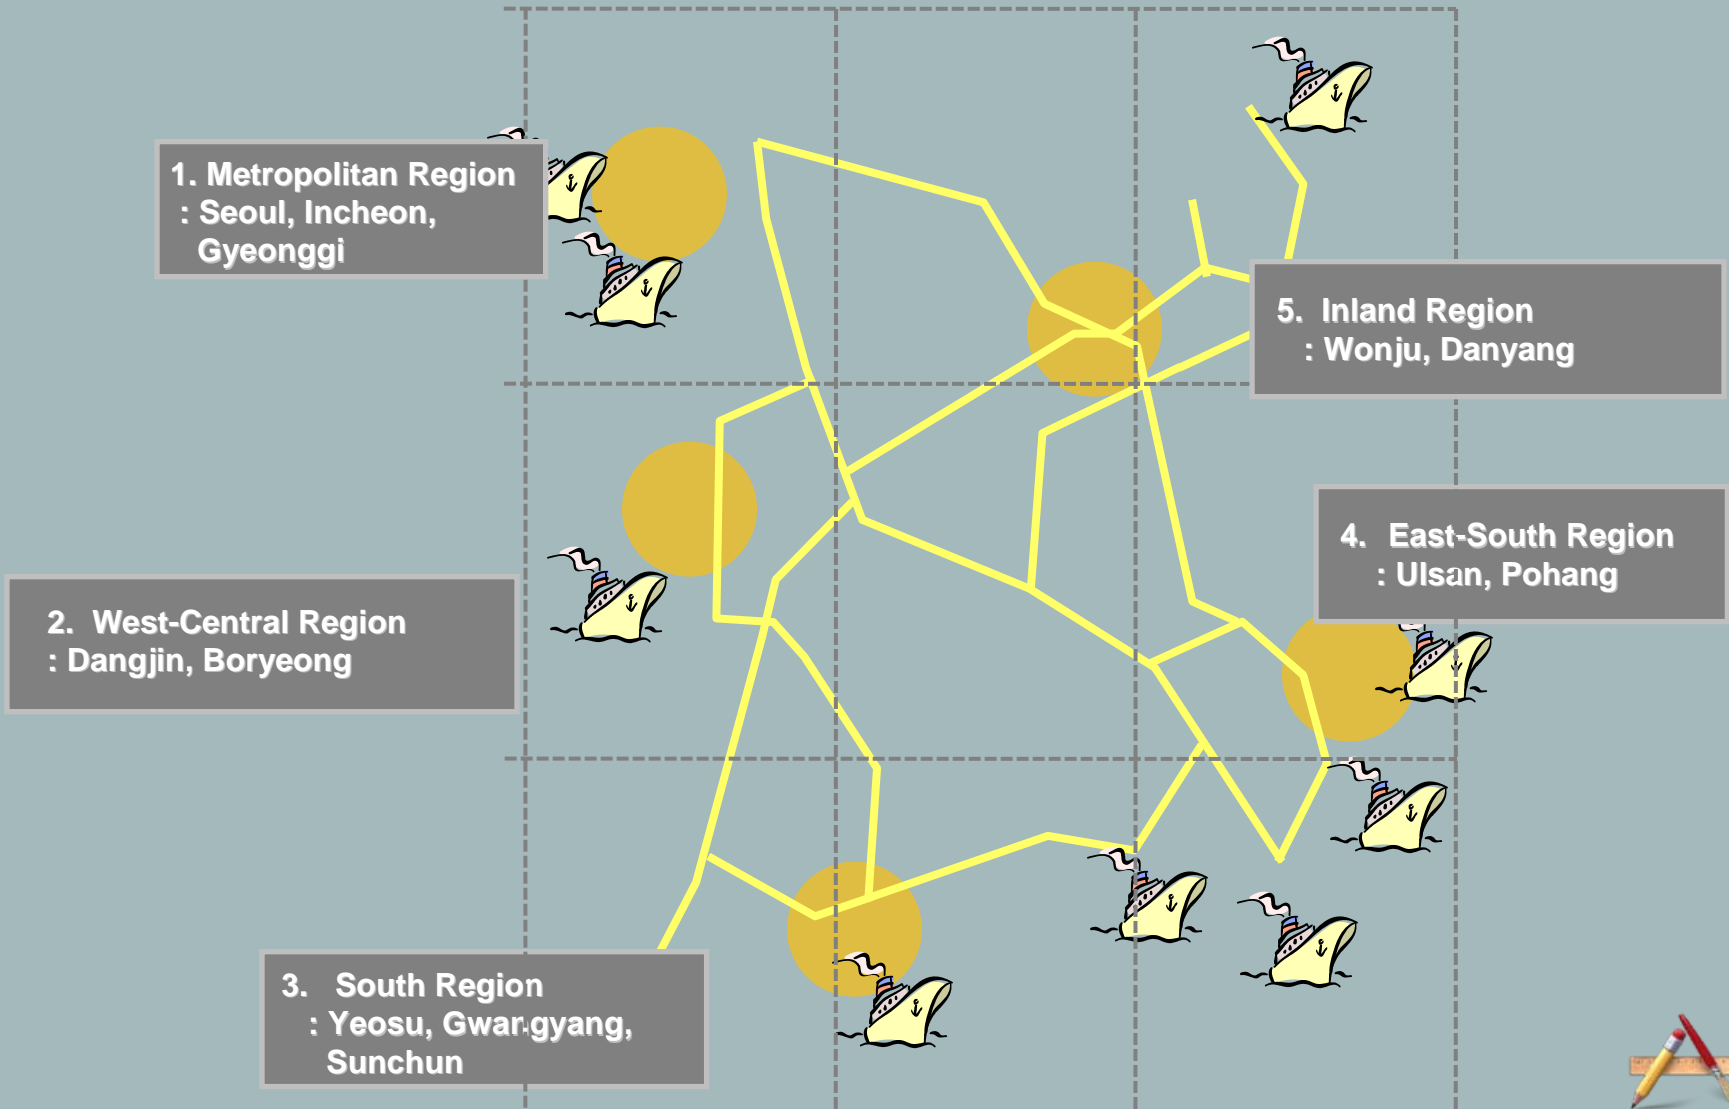 1. Metropolitan Region
: Seoul, Incheon,
Gyeonggi
5. Inland Region
: Wonju, Danyang
4. East-South Region
: Ulsan, Pohang
2. West-Central Region
: Dangjin, Boryeong
3. South Region
: Yeosu, Gwangyang,
Sunchun